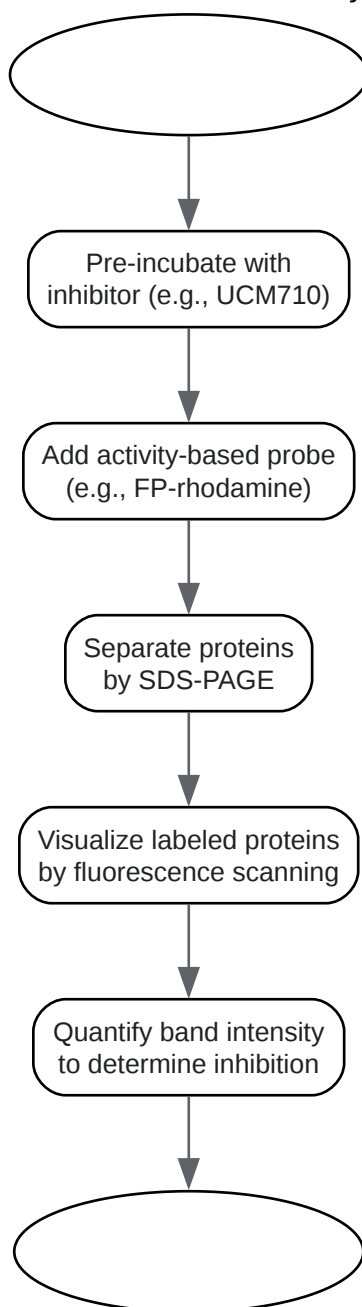 Pre-incubate with
inhibitor (e.g., UCM710)
Add activity-based probe
(e.g., FP-rhodamine)
Separate proteins
by SDS-PAGE
Visualize labeled proteins
by fluorescence scanning
Quantify band intensity
to determine inhibition